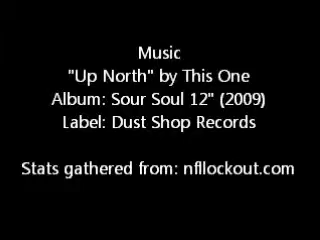 Music
"Up North" by This One
Album: Sour Soul 12" (2009)
Label: Dust Shop Records
Stats gathered from: nfllockout.com